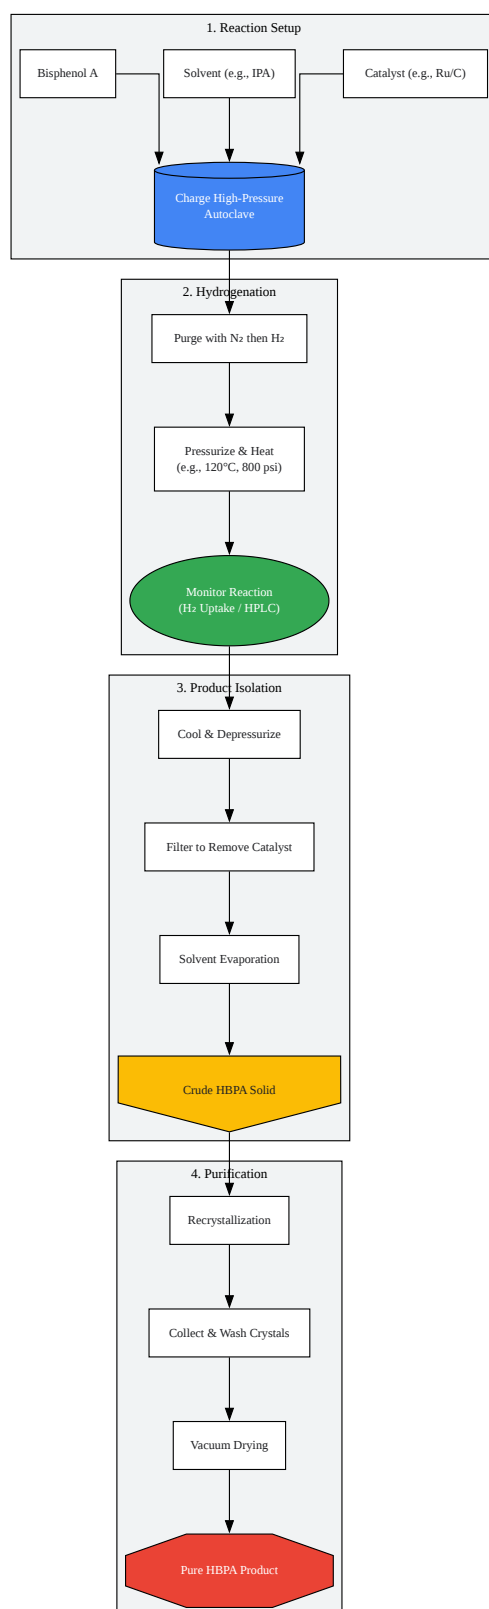 1. Reaction Setup
Bisphenol A
Solvent (e.g., IPA)
Catalyst (e.g., Ru/C)
Charge High-Pressure
Autoclave
2. Hydrogenation
Purge with N₂ then H₂
Pressurize & Heat
(e.g., 120°C, 800 psi)
Monitor Reaction
(H₂ Uptake / HPLC)
3. Product Isolation
Cool & Depressurize
Filter to Remove Catalyst
Solvent Evaporation
Crude HBPA Solid
4. Purification
Recrystallization
Collect & Wash Crystals
Vacuum Drying
Pure HBPA Product